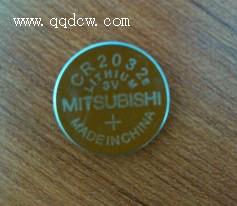 www.qqdcw.com
CR2032
LITHIUM
3V
MITSUBISHI
+
MADE IN CHINA